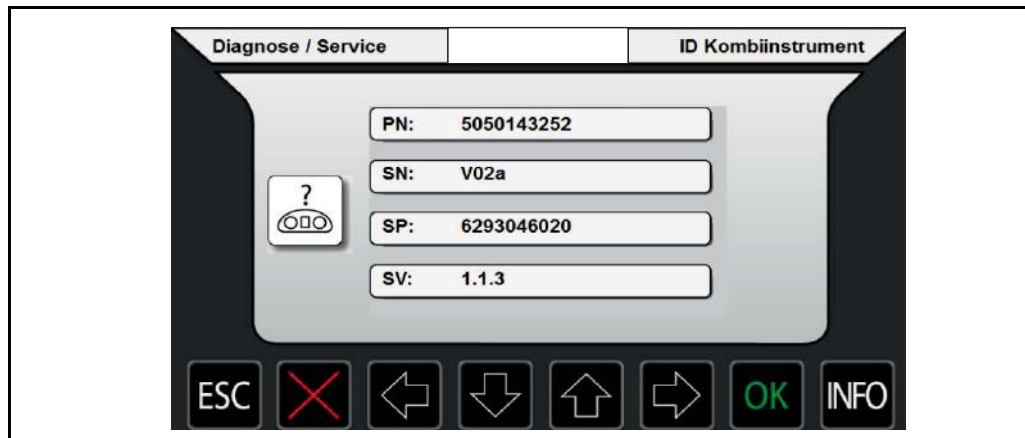 Diagnose / Service
ID Kombiinstrument
PN: 5050143252
SN: V02a
?
SP: 6293046020
SV: 1.1.3
ESC
OK
INFO